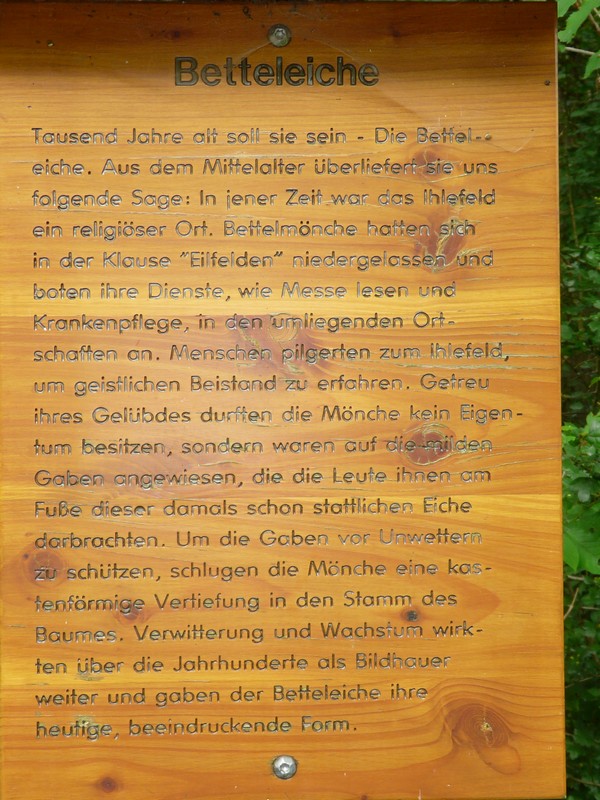 Betteleiche
Tausend Jahre alt soll sie sein - Die Bettel-
eiche. Aus dem Mittelalter überliefert sie uns
folgende Sage: In jener Zeit war das Ihlefeld
ein religiöser Ort. Bettelmönche hatten sich
in der Klause "Eilfelden" niedergelassen und
boten ihre Dienste, wie Messe lesen und
Krankenpflege, in den umliegenden Ort-
schaften an. Menschen pilgerten zum Ihlefeld,
um geistlichen Beistand zu erfahren. Getreu
ihres Gelübdes durften die Mönche kein Eigen-
tum besitzen, sondern waren auf die milden
Gaben angewiesen, die die Leute ihnen am
Fuße dieser damals schon stattlichen Eiche
darbrachten. Um die Gaben vor Unwettern
zu schützen, schlugen die Mönche eine kas-
tenförmige Vertiefung in den Stamm des
Baumes. Verwitterung und Wachstum wirk-
ten über die Jahrhunderte als Bildhauer
weiter und gaben der Betteleiche ihre
heutige, beeindruckende Form.